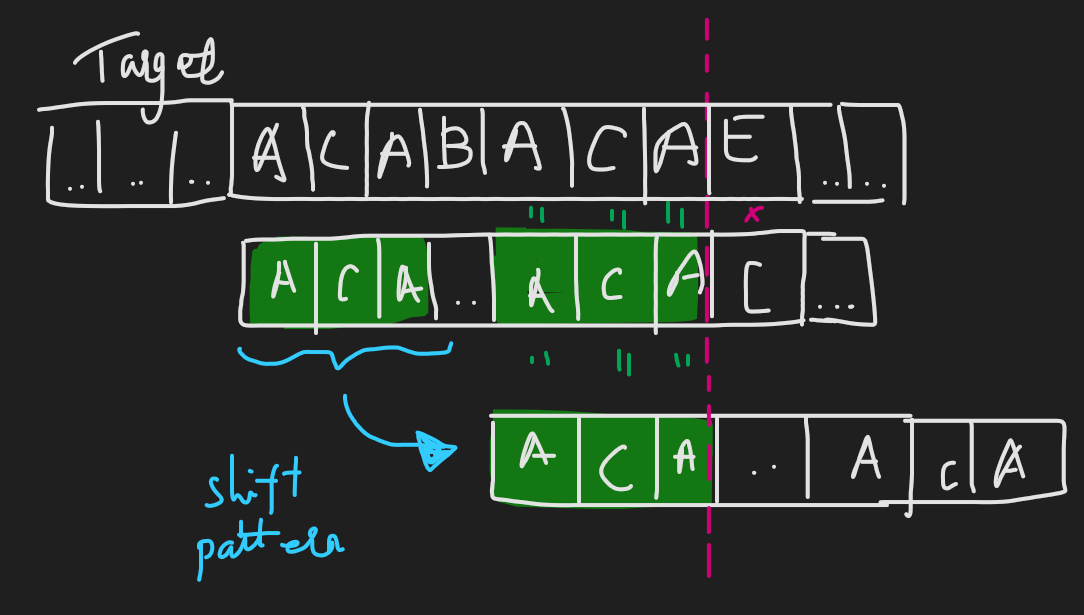 Target
.. .. .. A C A B A C A E .. ..
" " " x
A C A .. A C A C ...
" " "
A C A .. A C A
shift
pattern